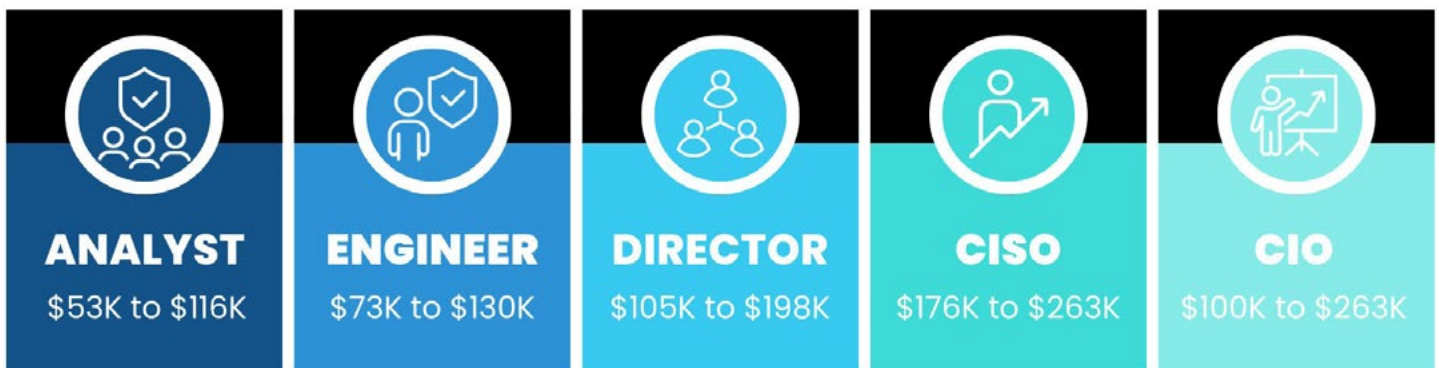 ANALYST
$53K to $116K
ENGINEER
$73K to $130K
DIRECTOR
$105K to $198K
CISO
$176K to $263K
CIO
$100K to $263K